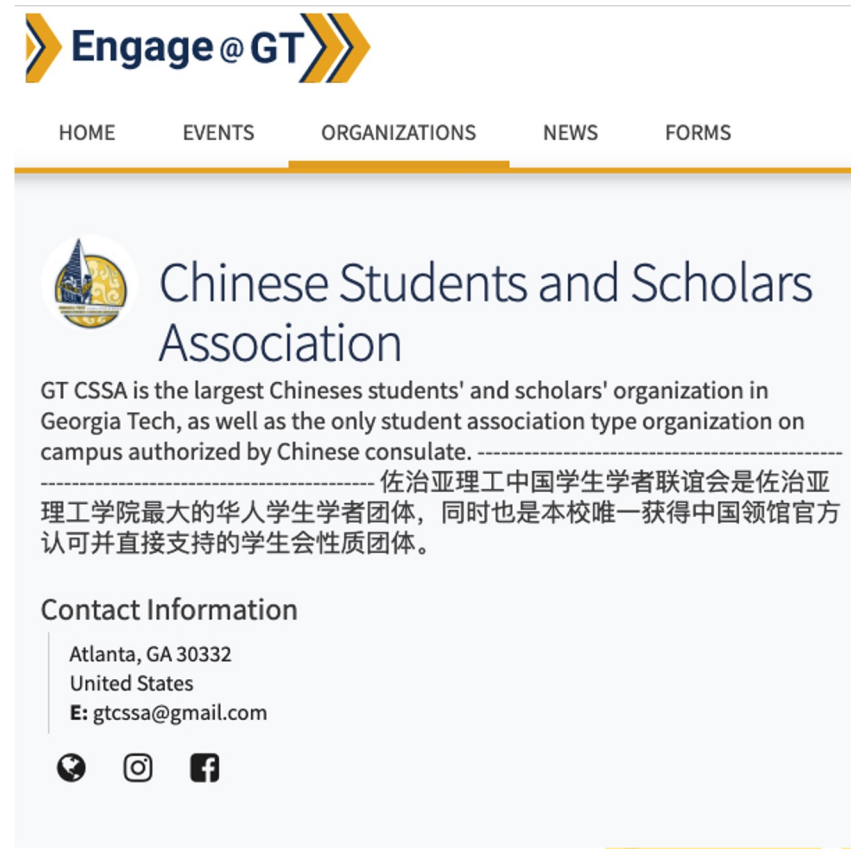 Engage @ GT
HOME EVENTS ORGANIZATIONS NEWS FORMS
Chinese Students and Scholars
Association
GT CSSA is the largest Chineses students' and scholars' organization in
Georgia Tech, as well as the only student association type organization on
campus authorized by Chinese consulate. -----------------------------------------------
------------------------------------------- 佐治亚理工中国学生学者联谊会是佐治亚
理工学院最大的华人学生学者团体，同时也是本校唯一获得中国领馆官方
认可并直接支持的学生会性质团体。
Contact Information
Atlanta, GA 30332
United States
E: gtcssa@gmail.com